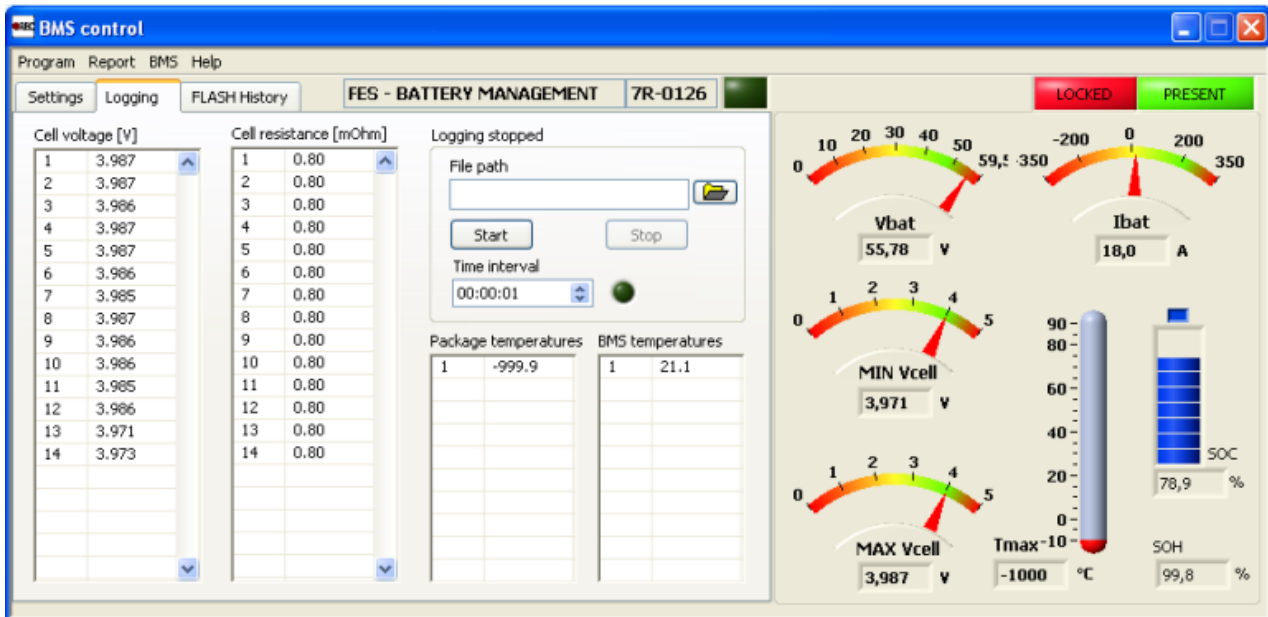 REC BMS control
Program Report BMS Help
Settings Logging FLASH History FES - BATTERY MANAGEMENT 7R-0126 LOCKED PRESENT
Cell voltage [V]
1 3.987
2 3.987
3 3.986
4 3.987
5 3.987
6 3.986
7 3.985
8 3.987
9 3.986
10 3.986
11 3.985
12 3.986
13 3.971
14 3.973
Cell resistance [mOhm]
1 0.80
2 0.80
3 0.80
4 0.80
5 0.80
6 0.80
7 0.80
8 0.80
9 0.80
10 0.80
11 0.80
12 0.80
13 0.80
14 0.80
Logging stopped
File path
Start Stop
Time interval
00:00:01
Package temperatures
1 -999.9
BMS temperatures
1 21.1
0 10 20 30 40 50 59,5
Vbat
55,78 V
-350 -200 0 200 350
Ibat
18,0 A
0 1 2 3 4 5
MIN Vcell
3,971 V
0 1 2 3 4 5
MAX Vcell
3,987 V
90
80
60
40
20
0
-10
Tmax
-1000 °C
SOC
78,9 %
SOH
99,8 %